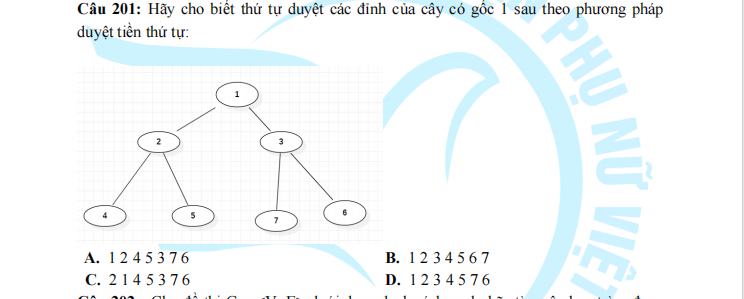 Câu 201: Hãy cho biết thứ tự duyệt các đỉnh của cây có gốc 1 sau theo phương pháp
duyệt tiền thứ tự:
1
2 3
4 5 7 6
A. 1 2 4 5 3 7 6 B. 1 2 3 4 5 6 7
C. 2 1 4 5 3 7 6 D. 1 2 3 4 5 7 6
PHỤ NỮ VIỆT